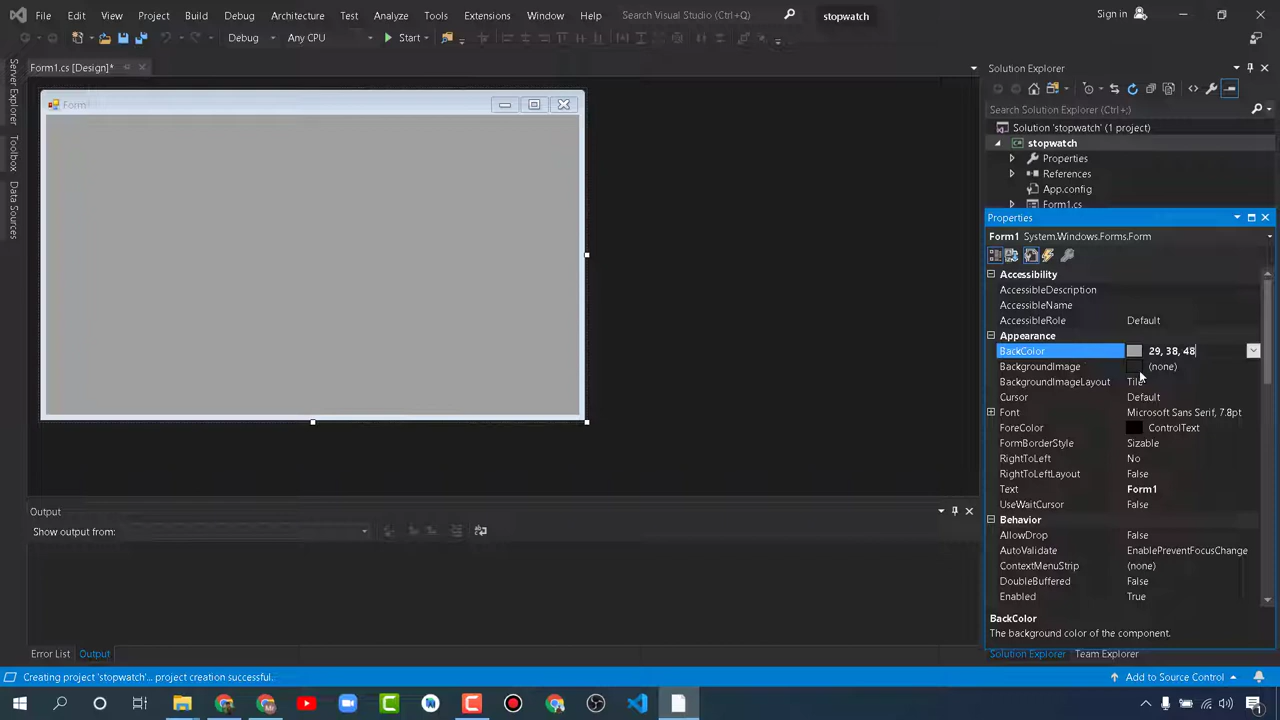 File Edit View Project Build Debug Architecture Test Analyze Tools Extensions Window Help Search Visual Studio (Ctrl+Q) stopwatch Sign in
Debug Any CPU Start
Form1.cs [Design]*
Solution Explorer
Server Explorer
Toolbox
Data Sources
Form1
Search Solution Explorer (Ctrl+;)
Solution 'stopwatch' (1 project)
stopwatch
Properties
References
App.config
Form1.cs
Properties
Form1 System.Windows.Forms.Form
Accessibility
AccessibleDescription
AccessibleName
AccessibleRole Default
Appearance
BackColor 29, 38, 48
BackgroundImage (none)
BackgroundImageLayout Tile
Cursor Default
Font Microsoft Sans Serif, 7.8pt
ForeColor ControlText
FormBorderStyle Sizable
RightToLeft No
RightToLeftLayout False
Text Form1
UseWaitCursor False
Behavior
AllowDrop False
AutoValidate EnablePreventFocusChange
ContextMenuStrip (none)
DoubleBuffered False
Enabled True
BackColor
The background color of the component.
Output
Show output from:
Error List Output
Solution Explorer Team Explorer
Creating project 'stopwatch'... project creation successful.
Add to Source Control